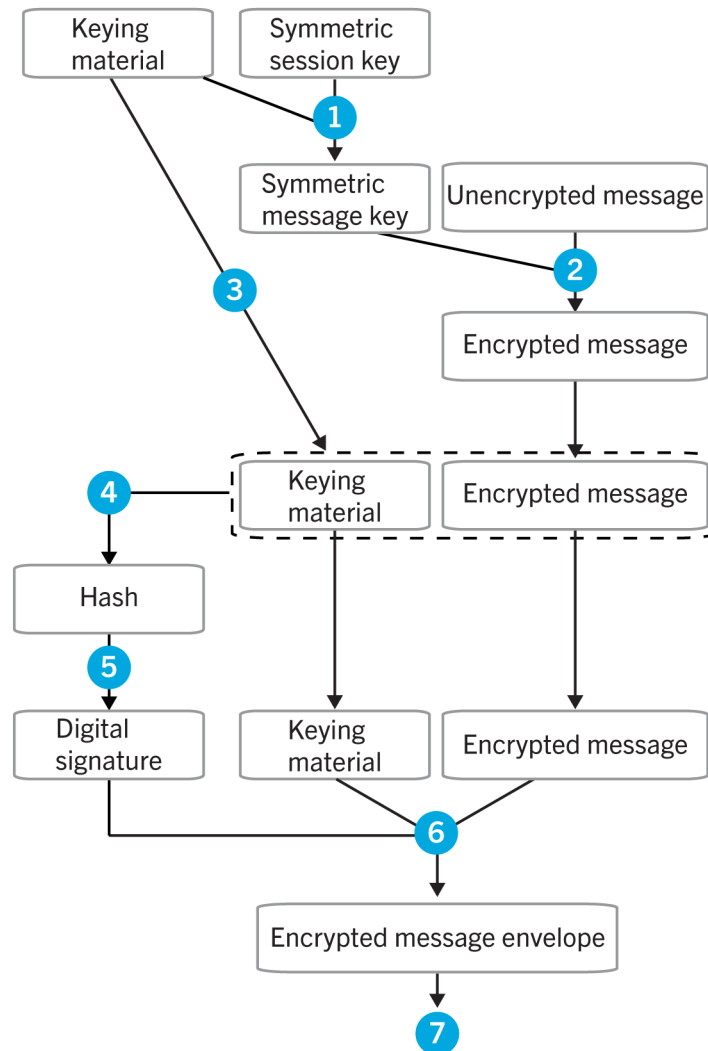 Keying
material
Symmetric
session key
1
Symmetric
message key
Unencrypted message
2
3
Encrypted message
4
Keying
material
Encrypted message
Hash
5
Digital
signature
Keying
material
Encrypted message
6
Encrypted message envelope
7